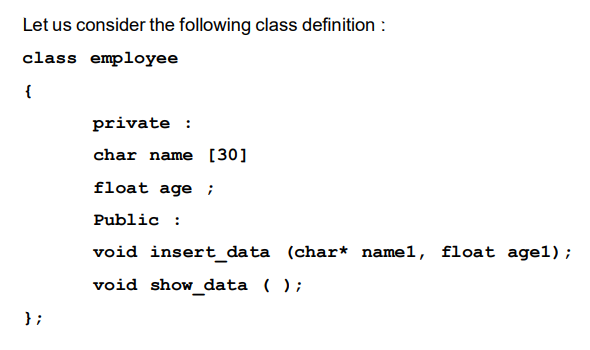 Let us consider the following class definition :
class employee
{
private :
char name [30]
float age ;
Public :
void insert_data (char* name1, float age1);
void show_data ( );
};